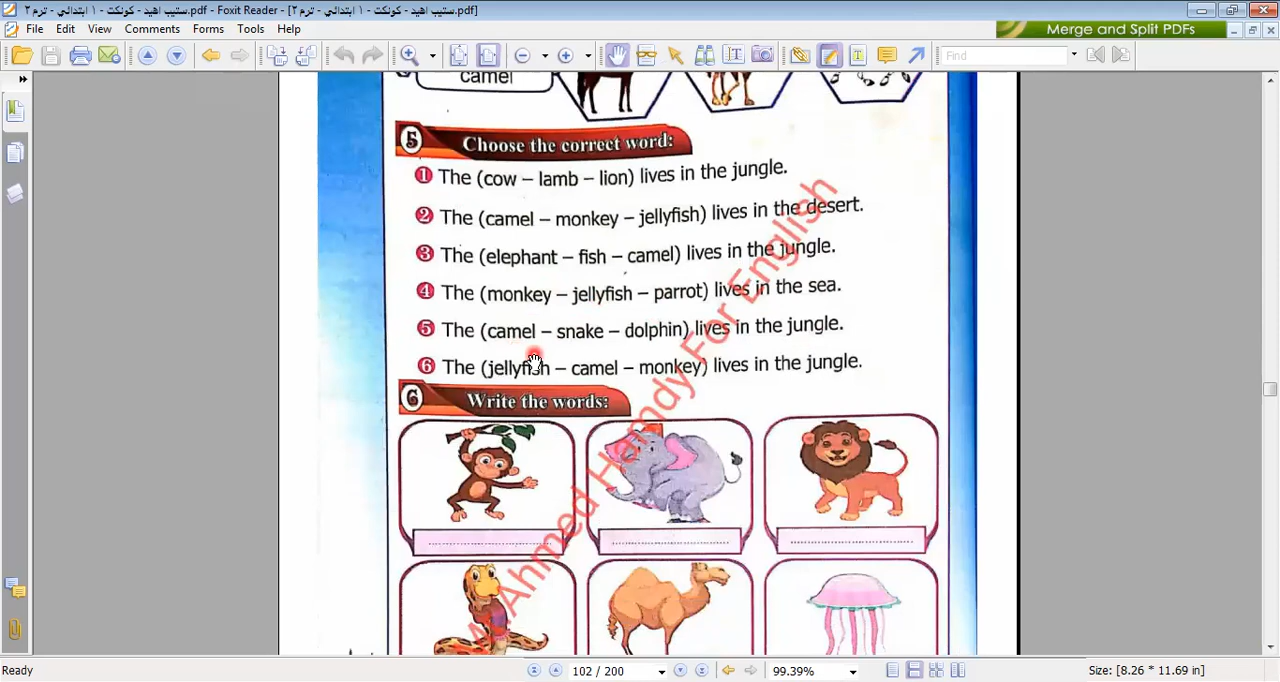 ستيب اهيد - كونكت - ١ ابتدائي - ترم ٢.pdf - Foxit Reader - [ستيب اهيد - كونكت - ١ ابتدائي - ترم ٢.pdf]
File Edit View Comments Forms Tools Help
Merge and Split PDFs
Find
camel
5 Choose the correct word:
1 The (cow – lamb – lion) lives in the jungle.
2 The (camel – monkey – jellyfish) lives in the desert.
3 The (elephant – fish – camel) lives in the jungle.
4 The (monkey – jellyfish – parrot) lives in the sea.
5 The (camel – snake – dolphin) lives in the jungle.
6 The (jellyfish – camel – monkey) lives in the jungle.
6 Write the words:
Ahmed Hamdy For English
Ready
102 / 200
99.39%
Size: [8.26 * 11.69 in]